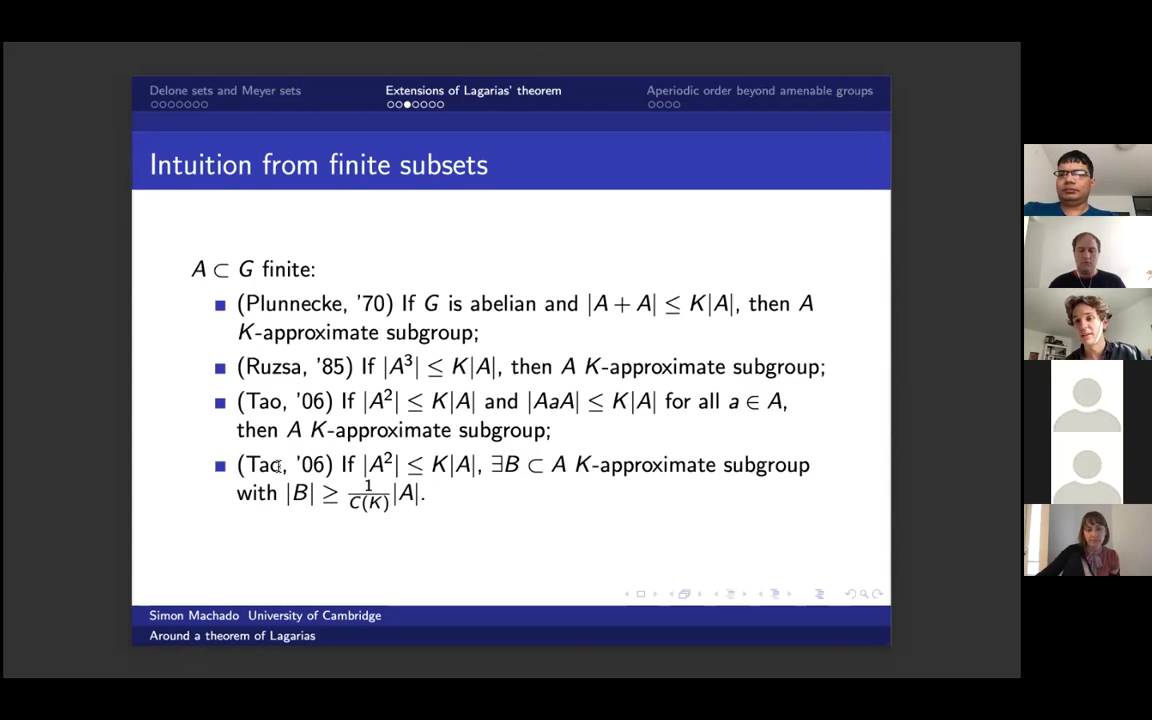 Delone sets and Meyer sets
Extensions of Lagarias' theorem
Aperiodic order beyond amenable groups
Intuition from finite subsets
A ⊂ G finite:
(Plunnecke, '70) If G is abelian and |A + A| ≤ K|A|, then A
K-approximate subgroup;
(Ruzsa, '85) If |A³| ≤ K|A|, then A K-approximate subgroup;
(Tao, '06) If |A²| ≤ K|A| and |AaA| ≤ K|A| for all a ∈ A,
then A K-approximate subgroup;
(Tao, '06) If |A²| ≤ K|A|, ∃B ⊂ A K-approximate subgroup
with |B| ≥ 1/C(K) |A|.
Simon Machado University of Cambridge
Around a theorem of Lagarias